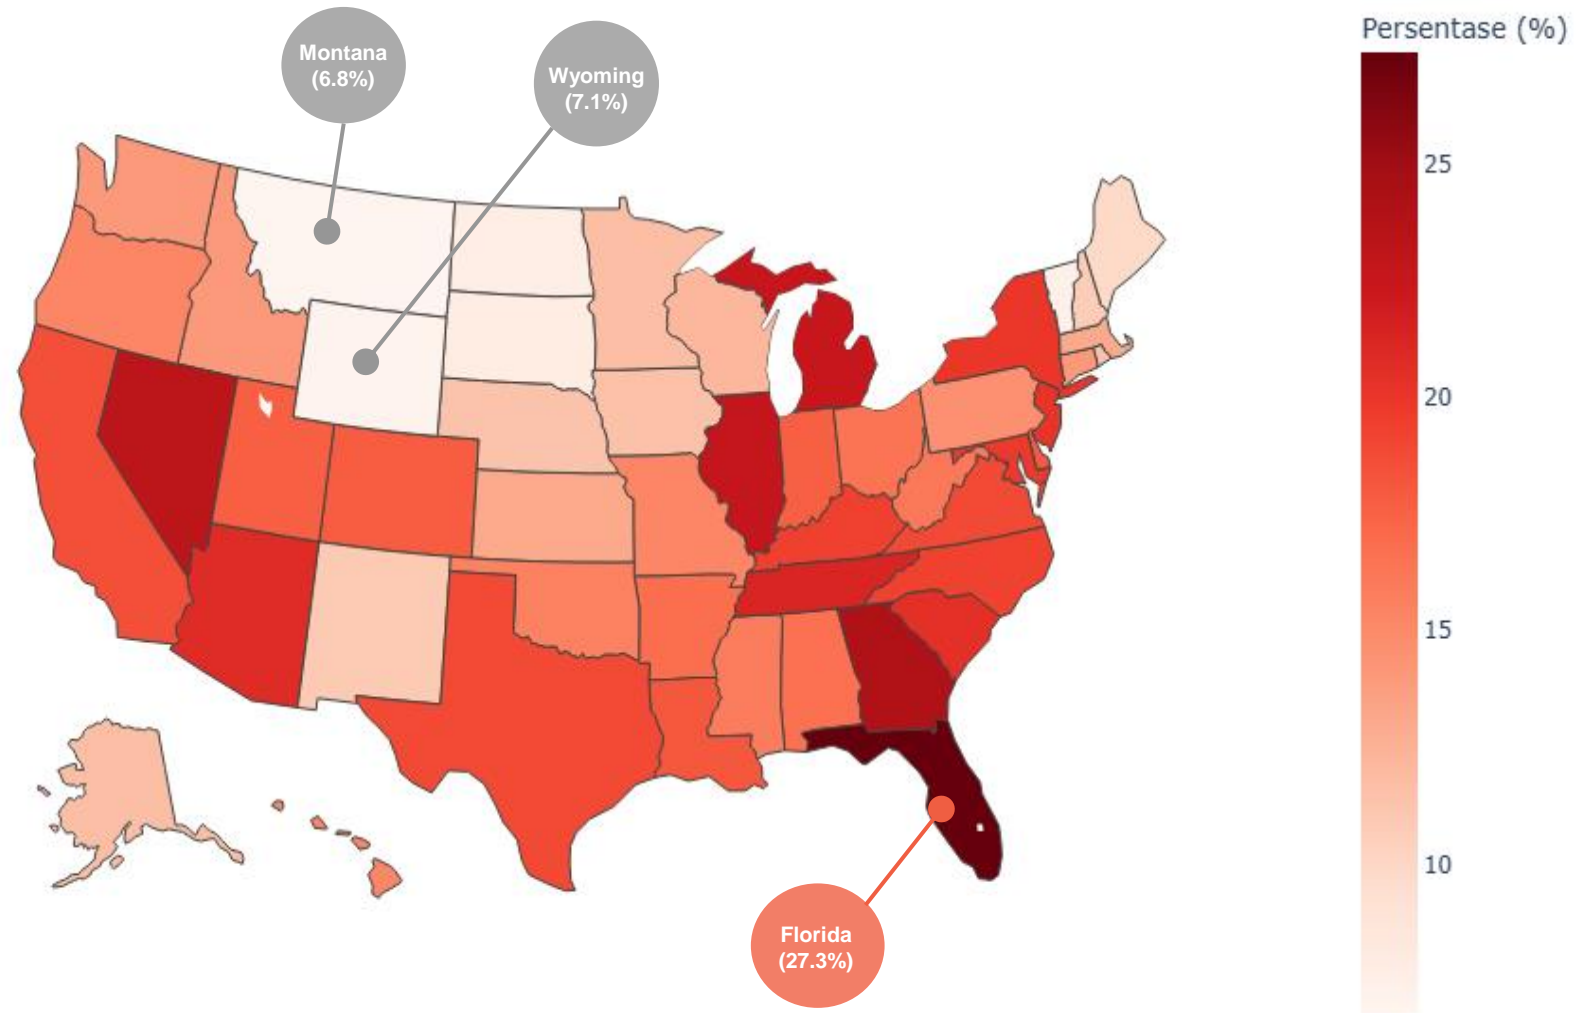 Montana
(6.8%)
Wyoming
(7.1%)
Persentase (%)
25
20
15
10
Florida
(27.3%)